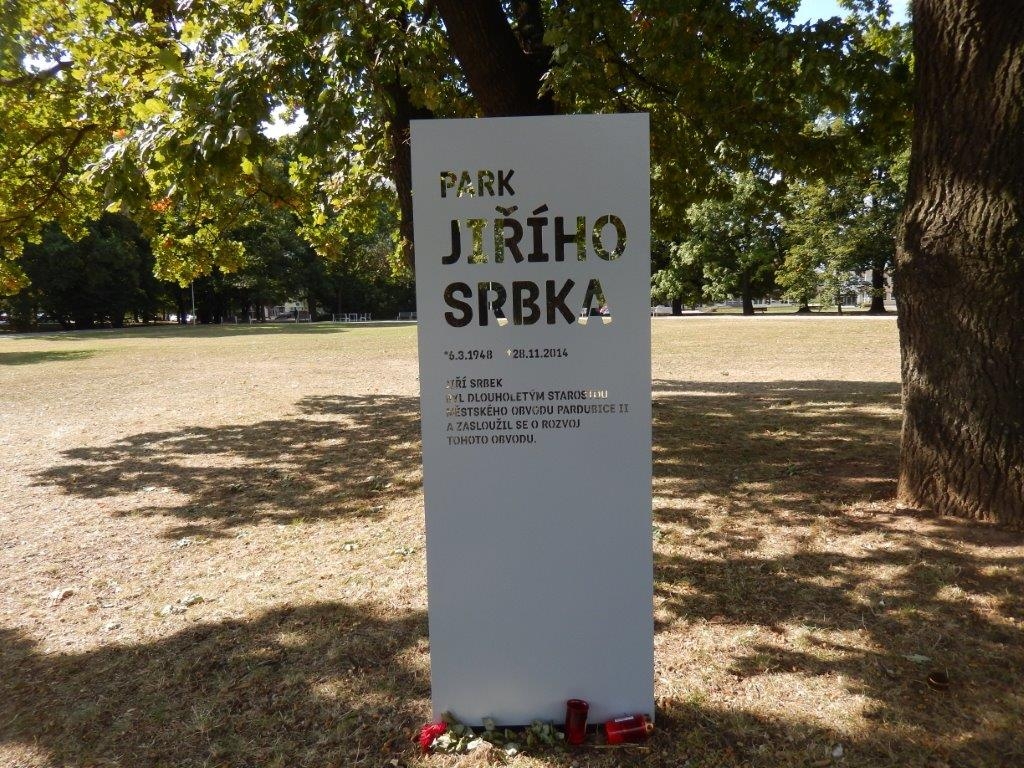 PARK
JIŘÍHO
SRBKA
*6.3.1948 †28.11.2014
JIŘÍ SRBEK
BYL DLOUHOLETÝM STAROSTOU
MĚSTSKÉHO OBVODU PARDUBICE II
A ZASLOUŽIL SE O ROZVOJ
TOHOTO OBVODU.